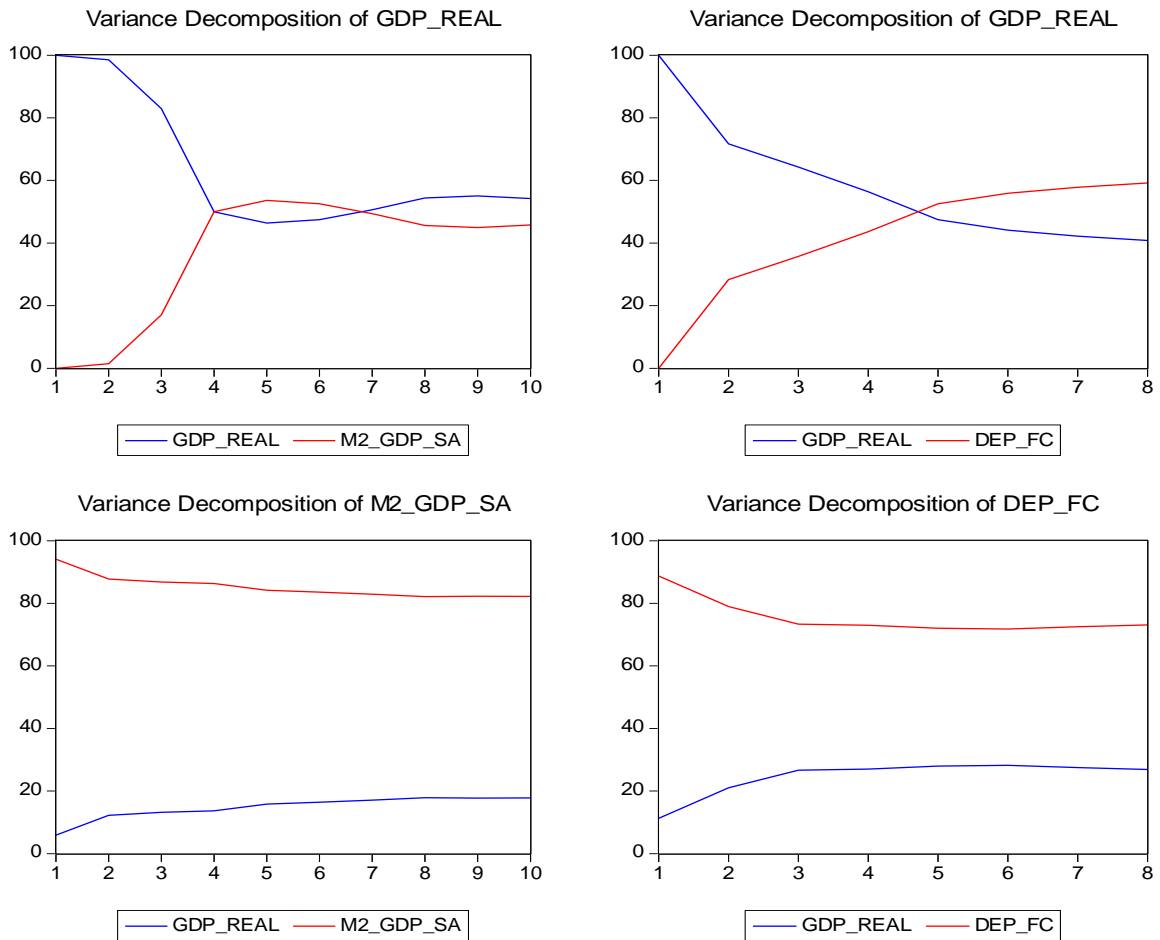 Variance Decomposition of GDP_REAL
100
80
60
40
20
0
1 2 3 4 5 6 7 8 9 10
GDP_REAL M2_GDP_SA
Variance Decomposition of GDP_REAL
100
80
60
40
20
0
1 2 3 4 5 6 7 8
GDP_REAL DEP_FC
Variance Decomposition of M2_GDP_SA
100
80
60
40
20
0
1 2 3 4 5 6 7 8 9 10
GDP_REAL M2_GDP_SA
Variance Decomposition of DEP_FC
100
80
60
40
20
0
1 2 3 4 5 6 7 8
GDP_REAL DEP_FC